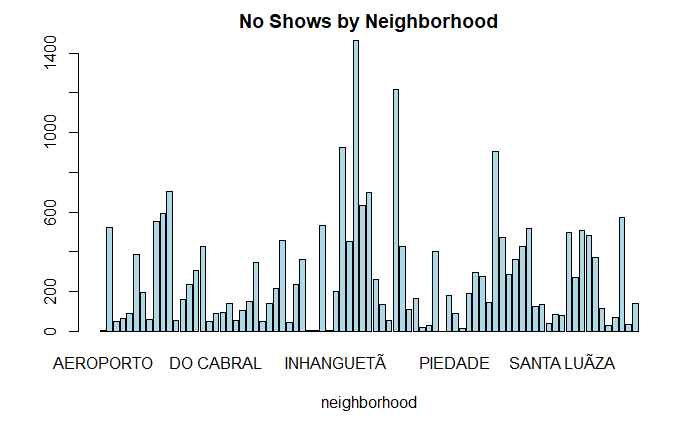 No Shows by Neighborhood
1400
1000
600
200
0
AEROPORTO DO CABRAL INHANGUETÃ PIEDADE SANTA LUÃZA
neighborhood